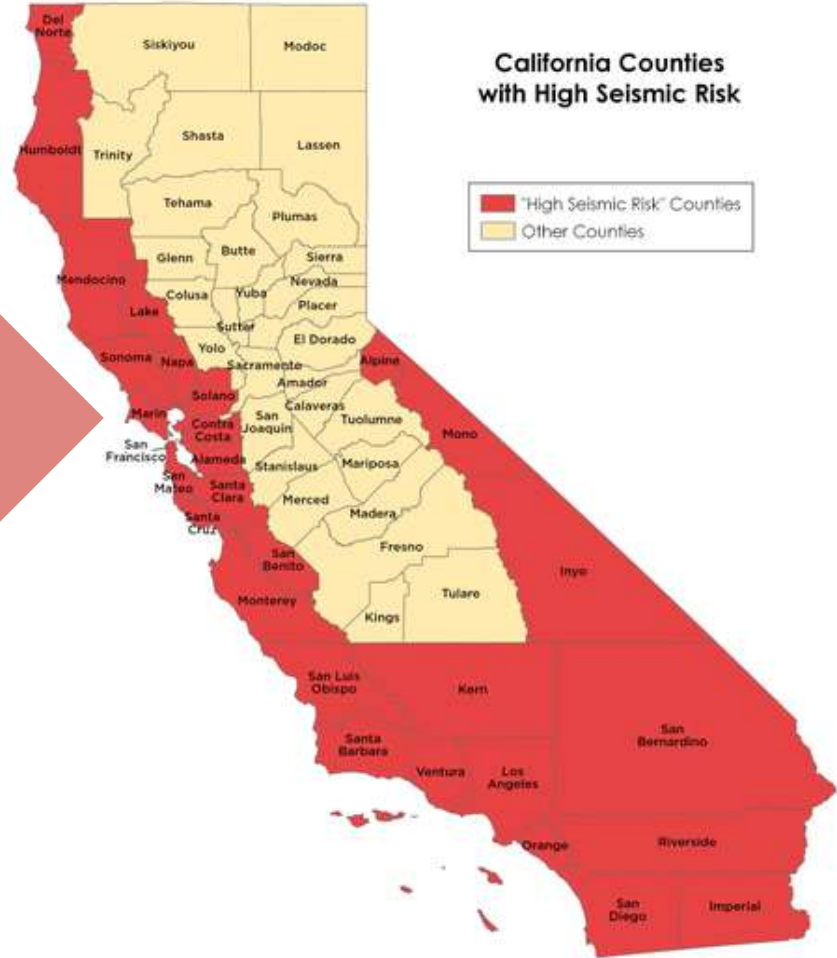 California Counties
with High Seismic Risk
"High Seismic Risk" Counties
Other Counties
Del
Norte
Siskiyou
Modoc
Humboldt
Trinity
Shasta
Lassen
Tehama
Plumas
Mendocino
Glenn
Butte
Sierra
Nevada
Colusa
Yuba
Placer
Lake
Sutter
El Dorado
Yolo
Sonoma
Napa
Sacramento
Alpine
Amador
Solano
Calaveras
Marin
San
Joaquin
Tuolumne
Contra
Costa
Mono
San
Francisco
Alameda
Stanislaus
Mariposa
San
Mateo
Santa
Clara
Merced
Madera
Santa
Cruz
Fresno
San
Benito
Inyo
Monterey
Tulare
Kings
San Luis
Obispo
Kern
Santa
Barbara
San
Bernardino
Ventura
Los
Angeles
Orange
Riverside
San
Diego
Imperial